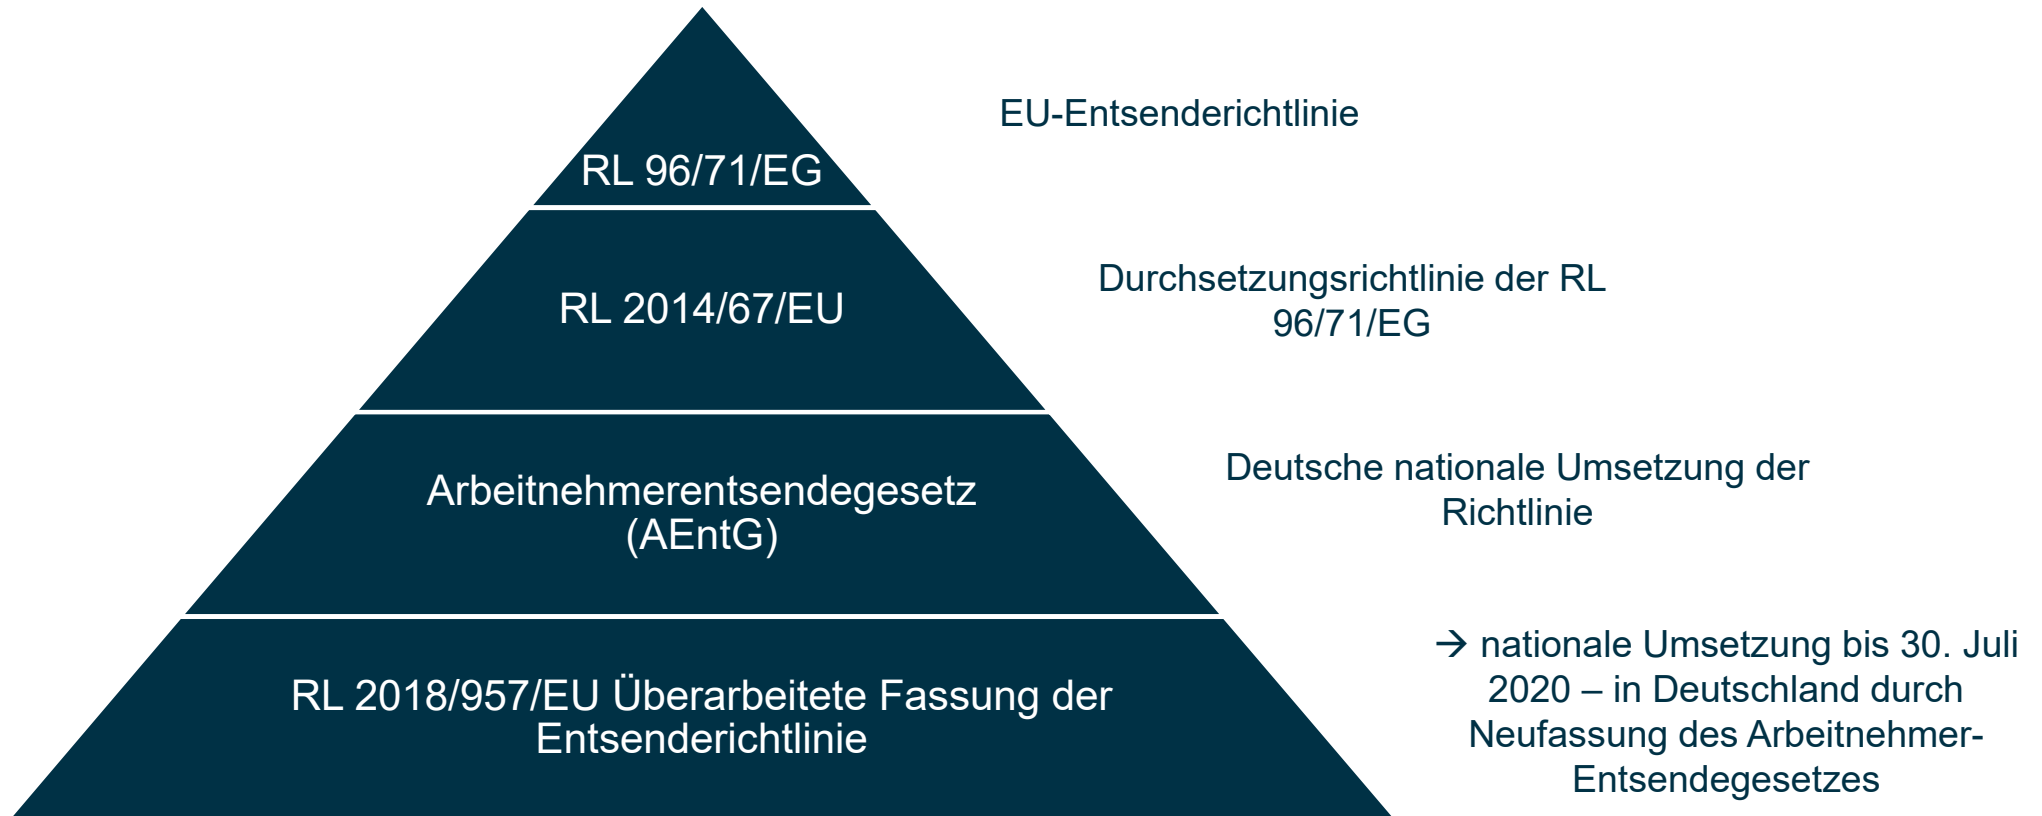 EU-Entsenderichtlinie
RL 96/71/EG
Durchsetzungsrichtlinie der RL
96/71/EG
RL 2014/67/EU
Deutsche nationale Umsetzung der
Richtlinie
Arbeitnehmerentsendegesetz
(AEntG)
→ nationale Umsetzung bis 30. Juli
2020 – in Deutschland durch
Neufassung des Arbeitnehmer-
Entsendegesetzes
RL 2018/957/EU Überarbeitete Fassung der
Entsenderichtlinie